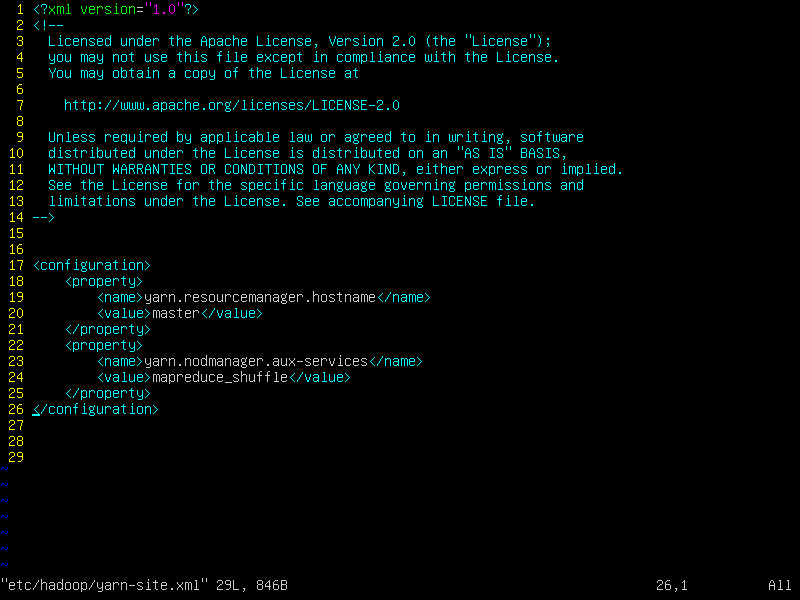 1 <?xml version="1.0"?>
2 <!--
3   Licensed under the Apache License, Version 2.0 (the "License");
4   you may not use this file except in compliance with the License.
5   You may obtain a copy of the License at
6
7     http://www.apache.org/licenses/LICENSE-2.0
8
9   Unless required by applicable law or agreed to in writing, software
10   distributed under the License is distributed on an "AS IS" BASIS,
11   WITHOUT WARRANTIES OR CONDITIONS OF ANY KIND, either express or implied.
12   See the License for the specific language governing permissions and
13   limitations under the License. See accompanying LICENSE file.
14 -->
15
16
17 <configuration>
18     <property>
19         <name>yarn.resourcemanager.hostname</name>
20         <value>master</value>
21     </property>
22     <property>
23         <name>yarn.nodmanager.aux-services</name>
24         <value>mapreduce_shuffle</value>
25     </property>
26 </configuration>
27
28
29
~
~
~
~
~
~
~
"etc/hadoop/yarn-site.xml" 29L, 846B 26,1 All